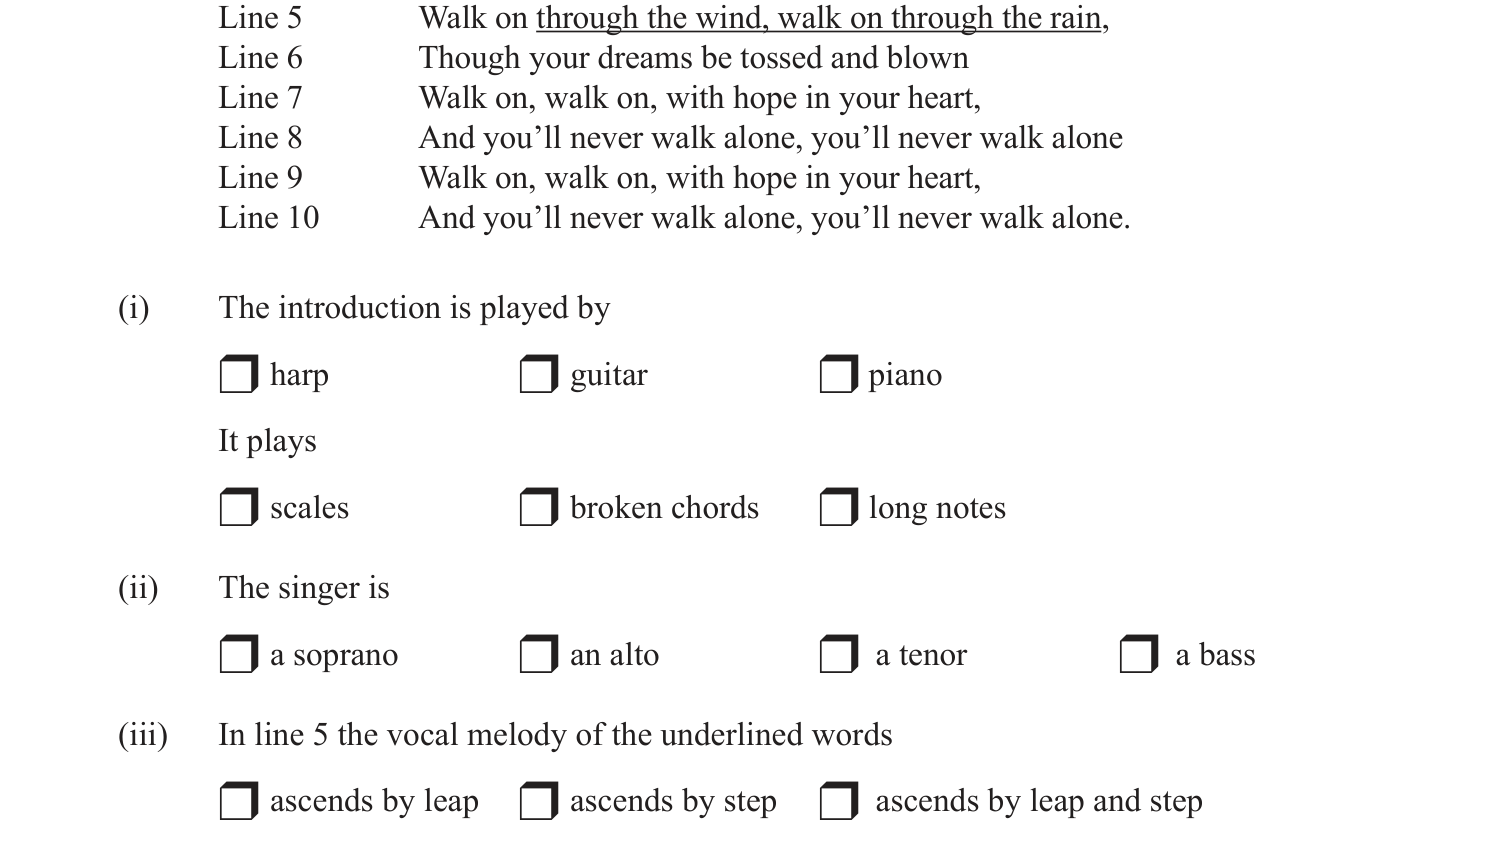 Line 5 Walk on through the wind, walk on through the rain,
Line 6 Though your dreams be tossed and blown
Line 7 Walk on, walk on, with hope in your heart,
Line 8 And you’ll never walk alone, you’ll never walk alone
Line 9 Walk on, walk on, with hope in your heart,
Line 10 And you’ll never walk alone, you’ll never walk alone.
(i) The introduction is played by
harp guitar piano
It plays
scales broken chords long notes
(ii) The singer is
a soprano an alto a tenor a bass
(iii) In line 5 the vocal melody of the underlined words
ascends by leap ascends by step ascends by leap and step